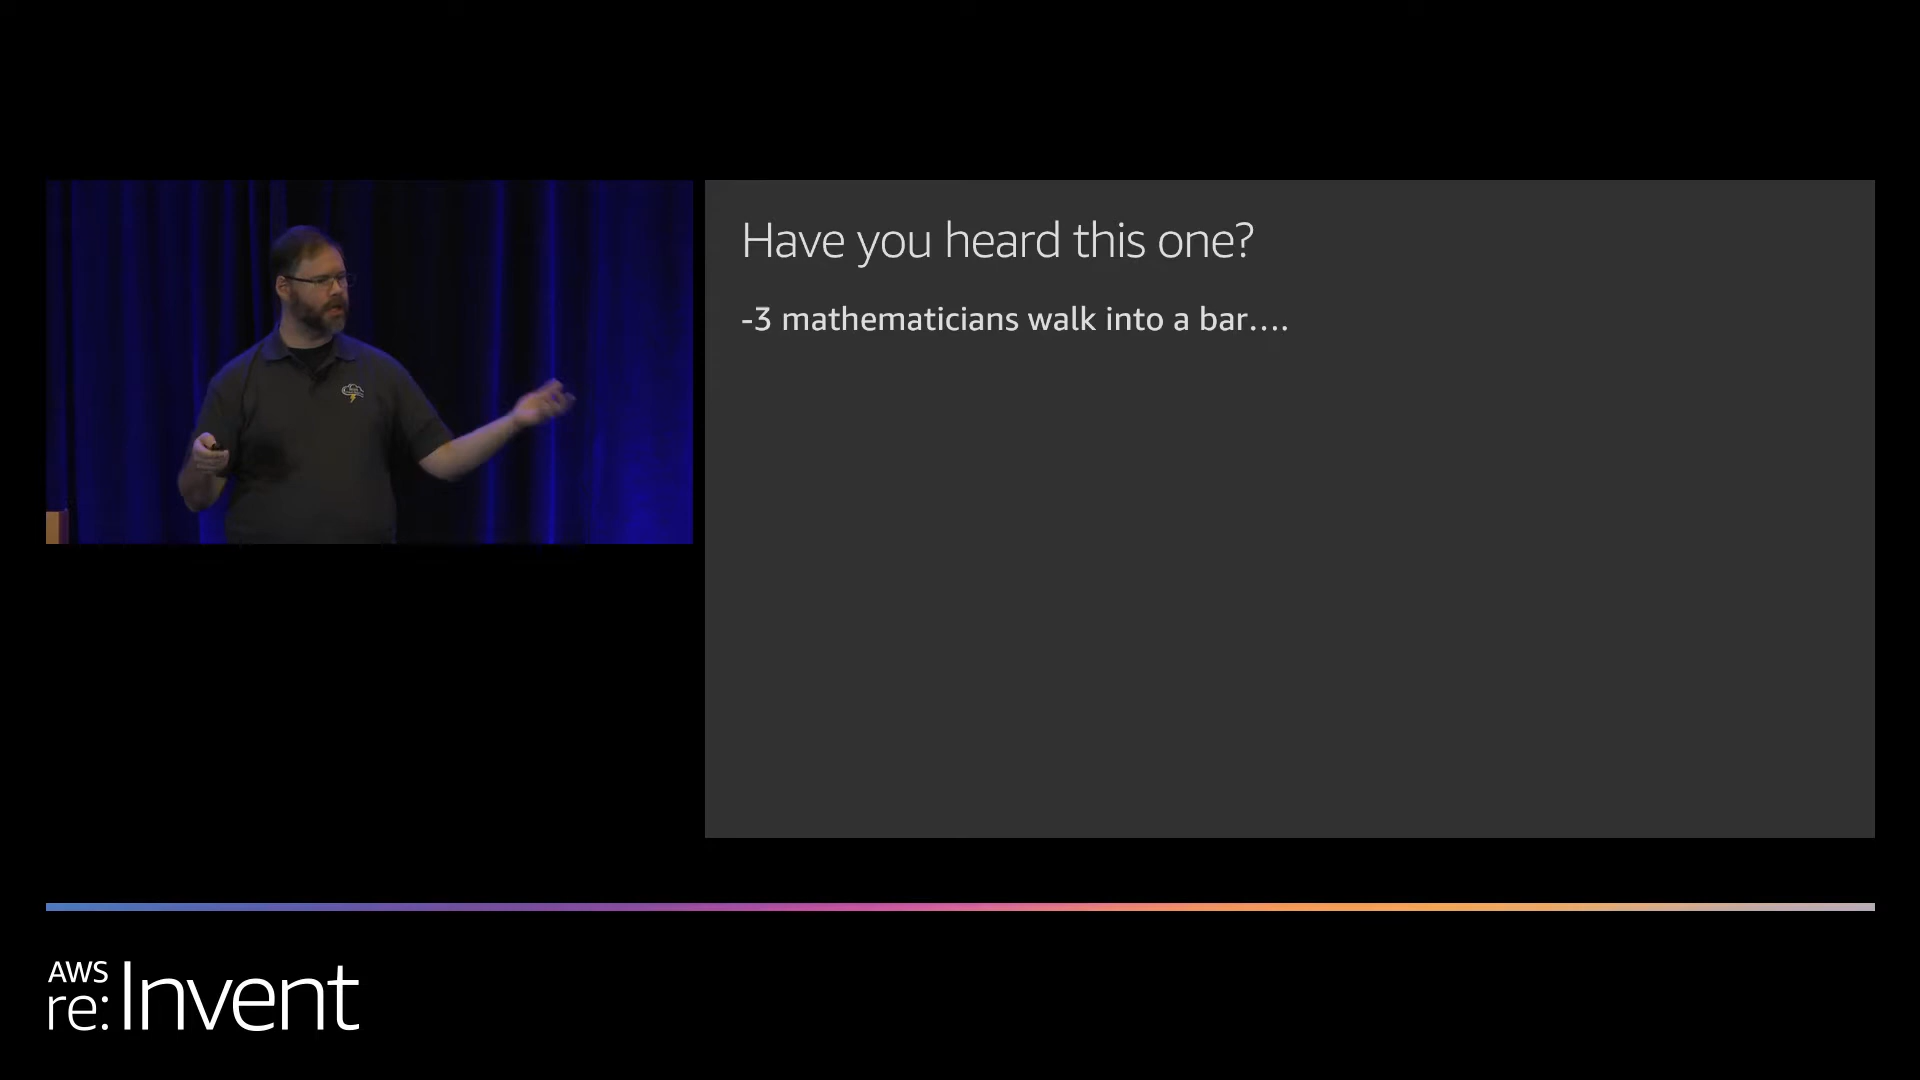 Have you heard this one?
-3 mathematicians walk into a bar....
AWS
re:Invent